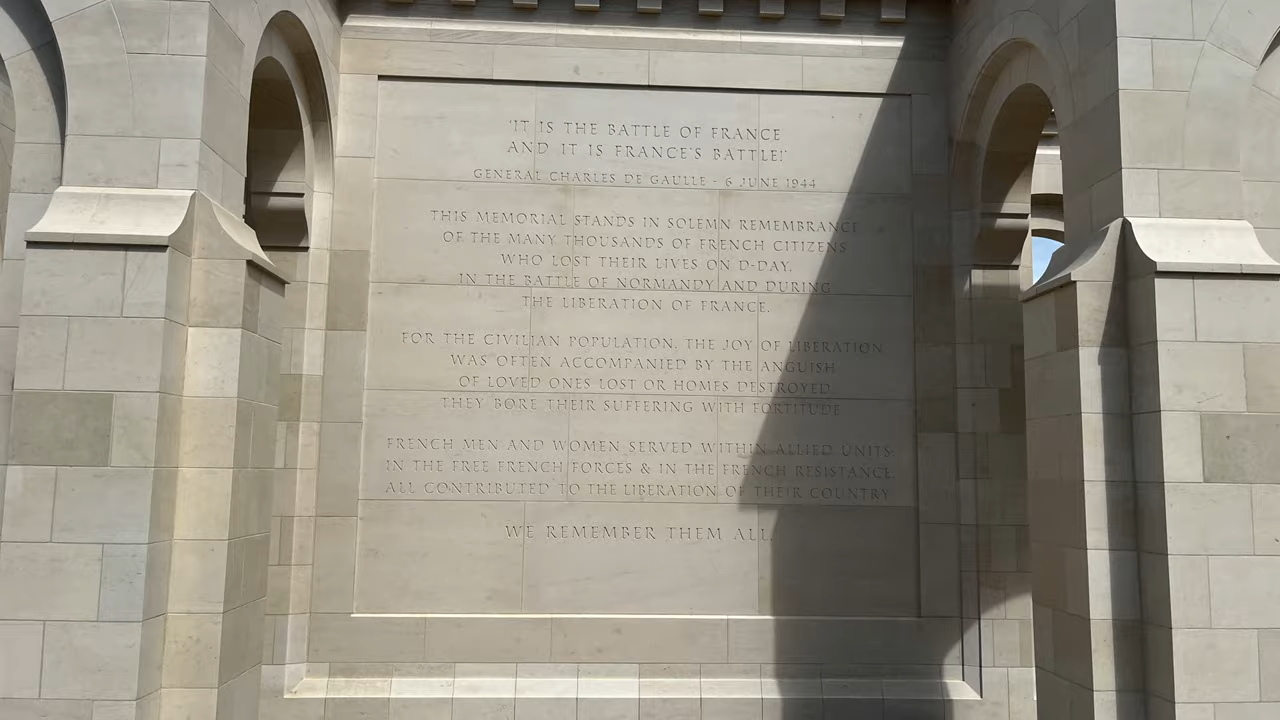 'IT IS THE BATTLE OF FRANCE
AND IT IS FRANCE'S BATTLE!'
GENERAL CHARLES DE GAULLE - 6 JUNE 1944
THIS MEMORIAL STANDS IN SOLEMN REMEMBRANCE
OF THE MANY THOUSANDS OF FRENCH CITIZENS
WHO LOST THEIR LIVES ON D-DAY,
IN THE BATTLE OF NORMANDY AND DURING
THE LIBERATION OF FRANCE.
FOR THE CIVILIAN POPULATION, THE JOY OF LIBERATION
WAS OFTEN ACCOMPANIED BY THE ANGUISH
OF LOVED ONES LOST OR HOMES DESTROYED.
THEY BORE THEIR SUFFERING WITH FORTITUDE
FRENCH MEN AND WOMEN SERVED WITHIN ALLIED UNITS,
IN THE FREE FRENCH FORCES & IN THE FRENCH RESISTANCE.
ALL CONTRIBUTED TO THE LIBERATION OF THEIR COUNTRY
WE REMEMBER THEM ALL.